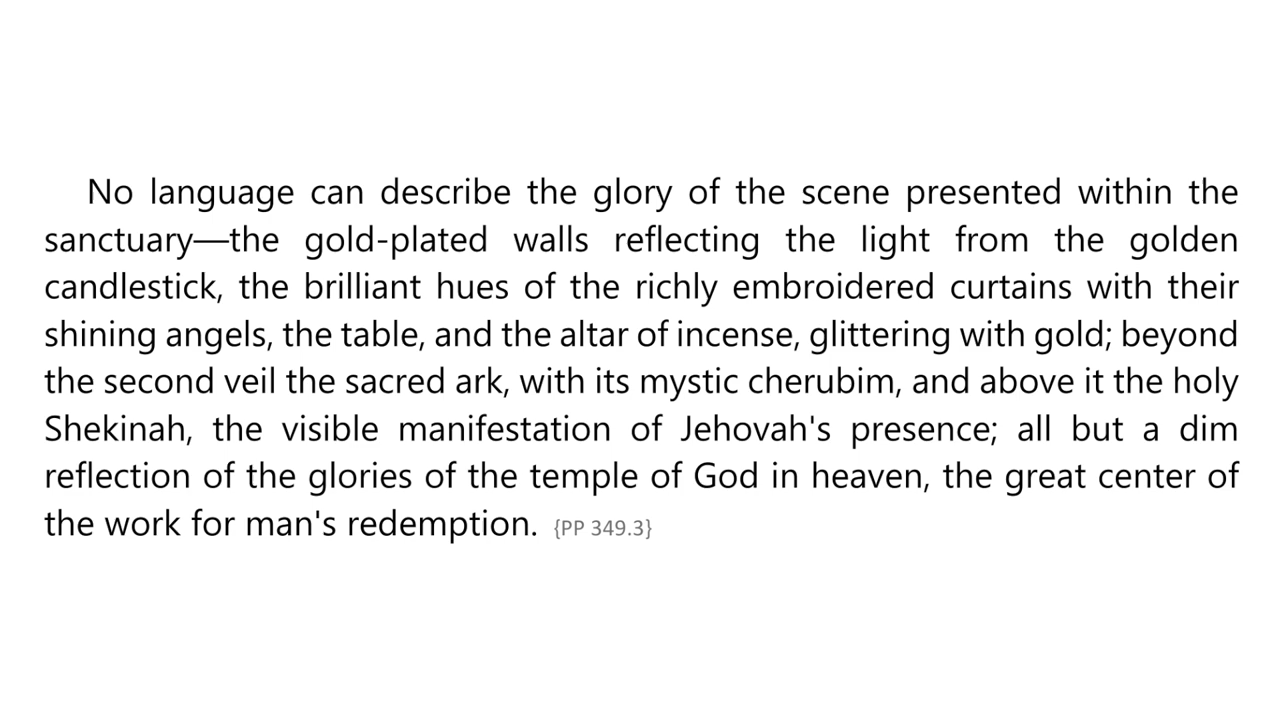 No language can describe the glory of the scene presented within the
sanctuary—the gold-plated walls reflecting the light from the golden
candlestick, the brilliant hues of the richly embroidered curtains with their
shining angels, the table, and the altar of incense, glittering with gold; beyond
the second veil the sacred ark, with its mystic cherubim, and above it the holy
Shekinah, the visible manifestation of Jehovah's presence; all but a dim
reflection of the glories of the temple of God in heaven, the great center of
the work for man's redemption. {PP 349.3}